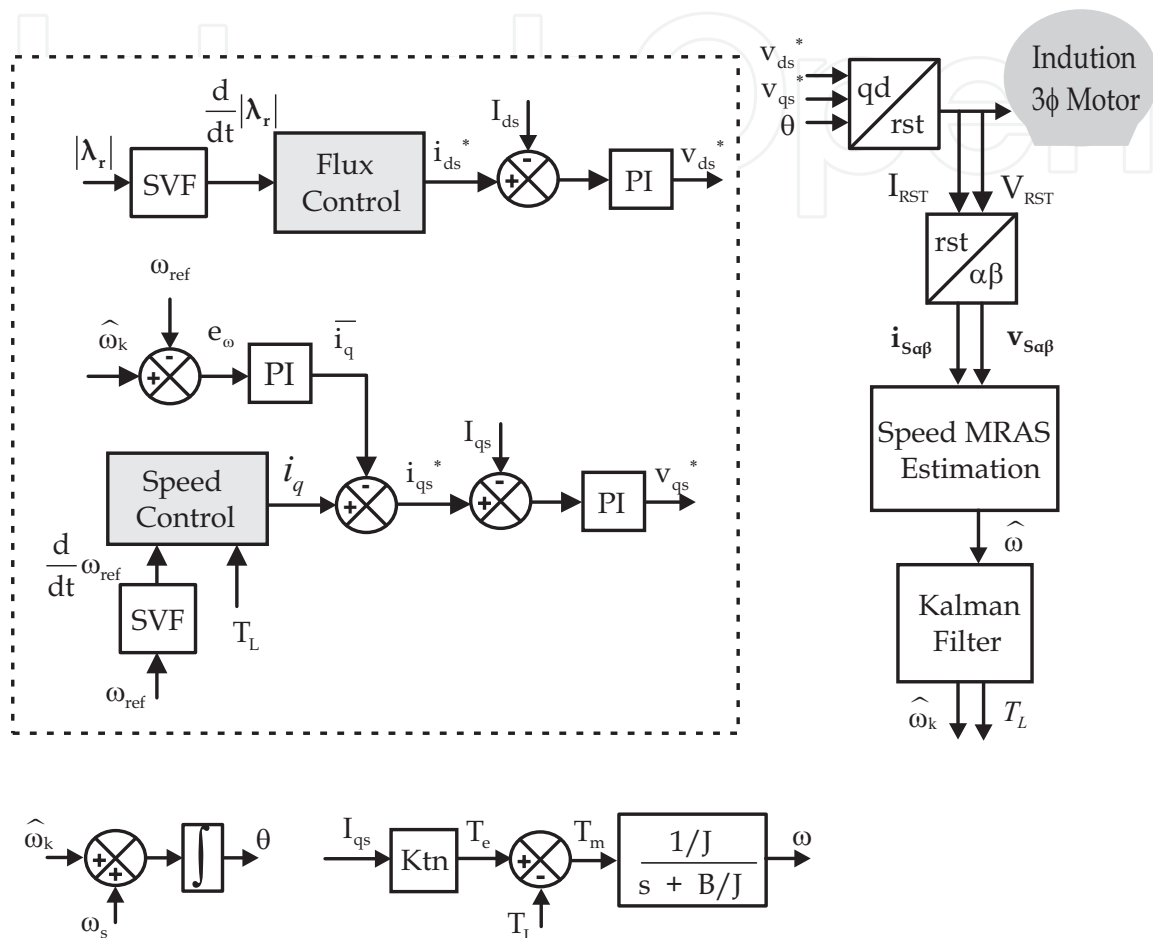 d/dt |λr|
|λr|
SVF
Flux
Control
ids*
Ids
-
+
PI
vds*
ωref
ω̂k
-
+
eω
PI
i̅q
Speed
Control
iq
-
+
iqs*
Iqs
-
+
PI
vqs*
d/dt ωref
SVF
TL
ωref
vds*
vqs*
θ
qd
rst
Indution
3ϕ Motor
IRST
VRST
rst
αβ
iSαβ
vSαβ
Speed MRAS
Estimation
ω̂
Kalman
Filter
ω̂k
TL
ω̂k
+
+
ωs
∫
θ
Iqs
Ktn
Te
+
-
TL
Tm
1/J
s + B/J
ω